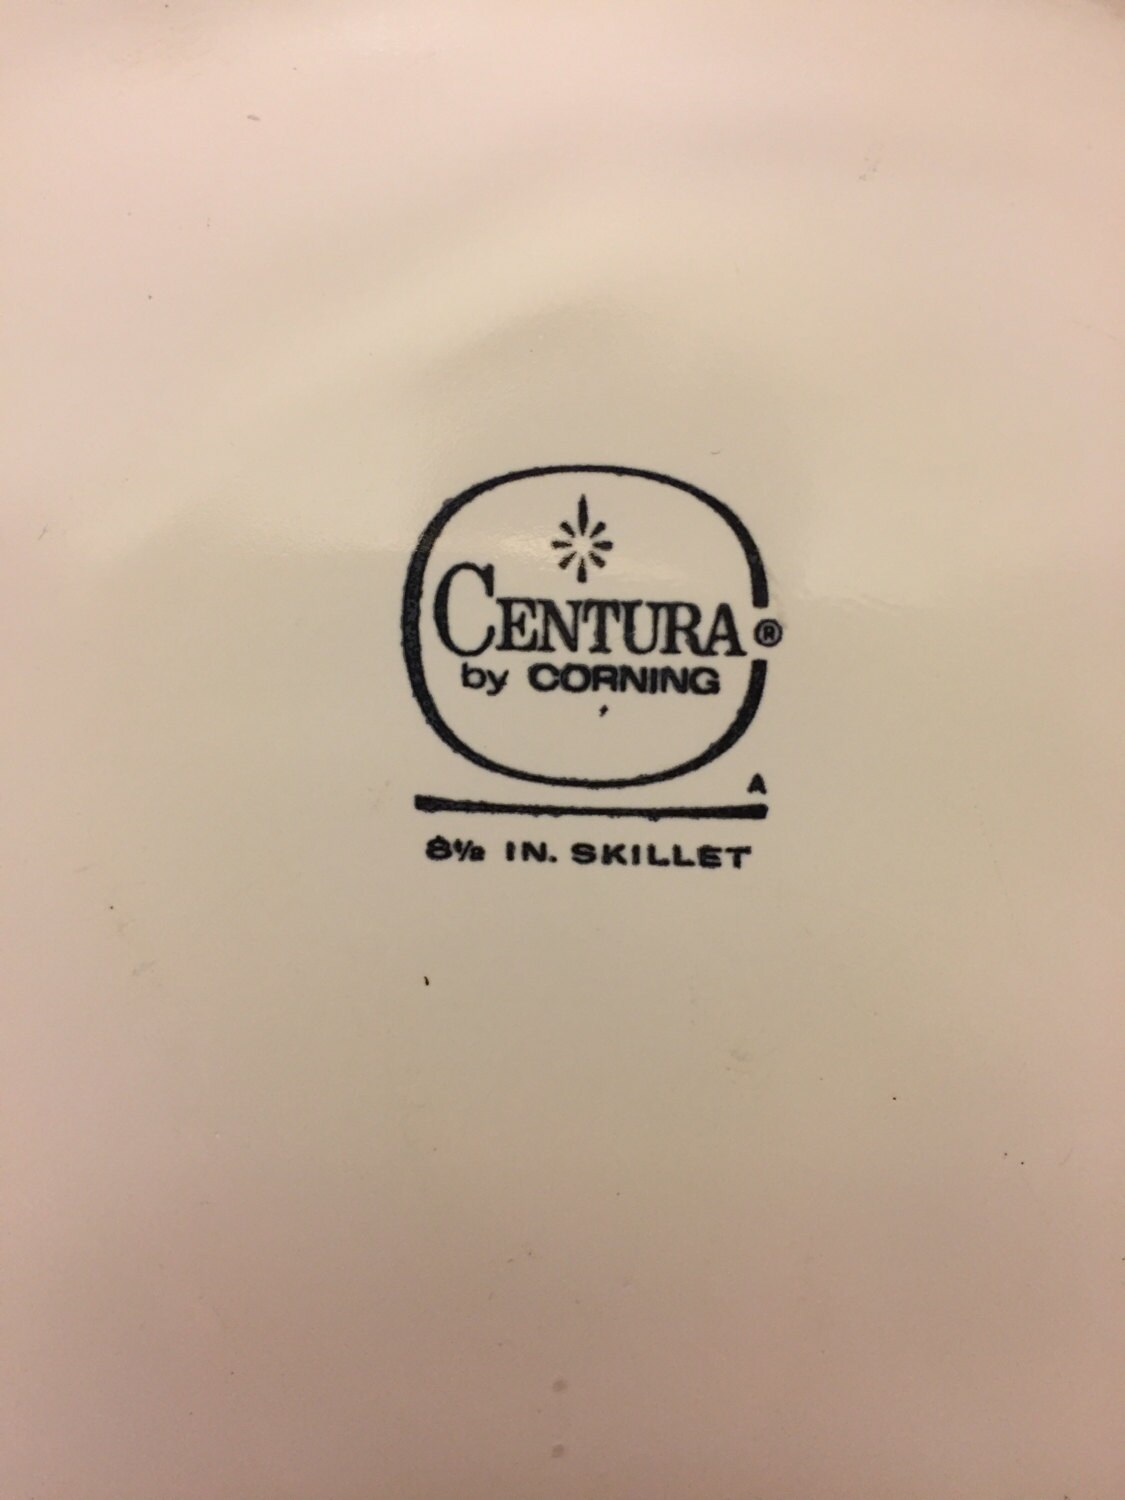 CENTURA ®
by CORNING
A
8½ IN. SKILLET